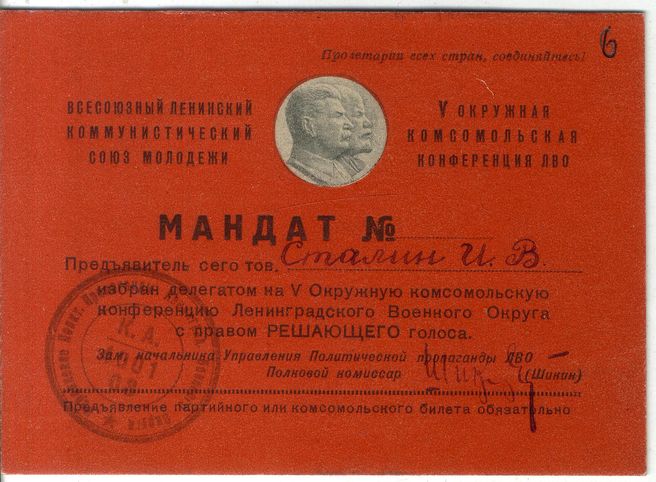 6
Пролетарии всех стран, соединяйтесь!
ВСЕСОЮЗНЫЙ ЛЕНИНСКИЙ
КОММУНИСТИЧЕСКИЙ
СОЮЗ МОЛОДЕЖИ
V ОКРУЖНАЯ
КОМСОМОЛЬСКАЯ
КОНФЕРЕНЦИЯ ЛВО
МАНДАТ №
Предъявитель сего тов. Сталин И. В.
избран делегатом на V Окружную комсомольскую
конференцию Ленинградского Военного Округа
с правом РЕШАЮЩЕГО голоса.
Зам. начальника Управления Политической пропаганды ЛВО
Полковой комиссар (Шинин)
Предъявление партийного или комсомольского билета обязательно
К. А.